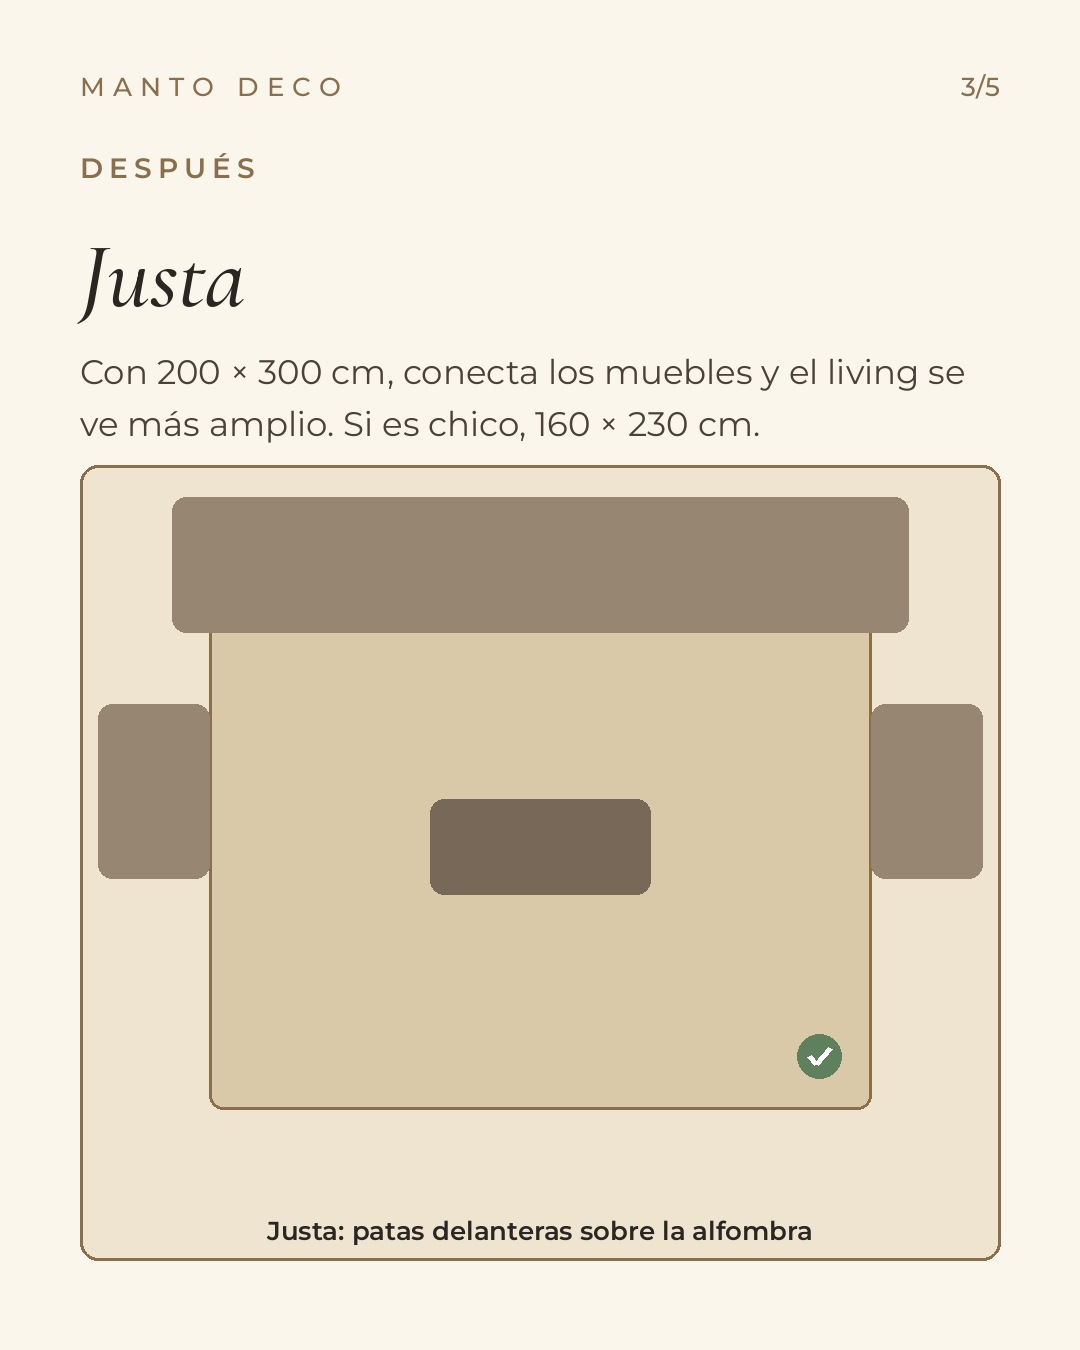 MANTO DECO
3/5
DESPUÉS
Justa
Con 200 × 300 cm, conecta los muebles y el living se
ve más amplio. Si es chico, 160 × 230 cm.
Justa: patas delanteras sobre la alfombra